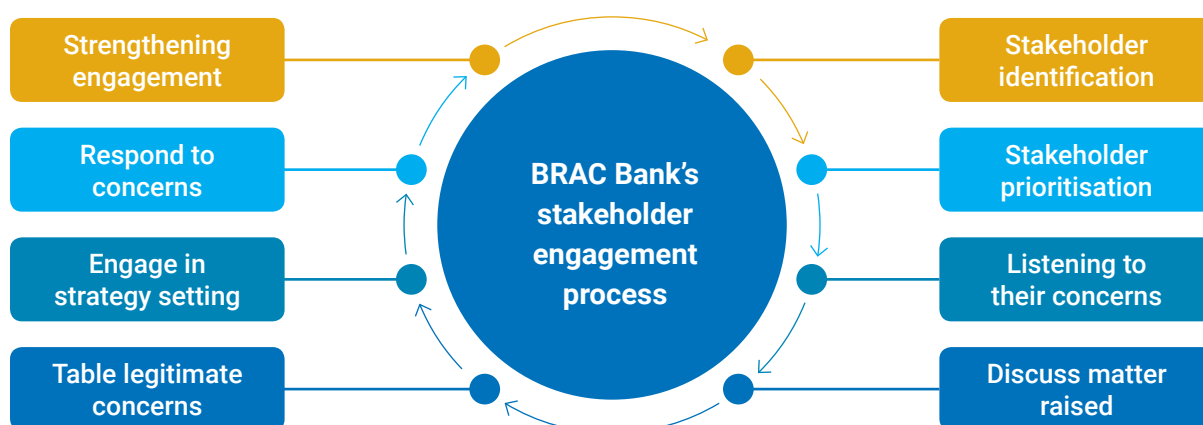 Strengthening
engagement
Respond to
concerns
Engage in
strategy setting
Table legitimate
concerns
BRAC Bank's
stakeholder
engagement
process
Stakeholder
identification
Stakeholder
prioritisation
Listening to
their concerns
Discuss matter
raised